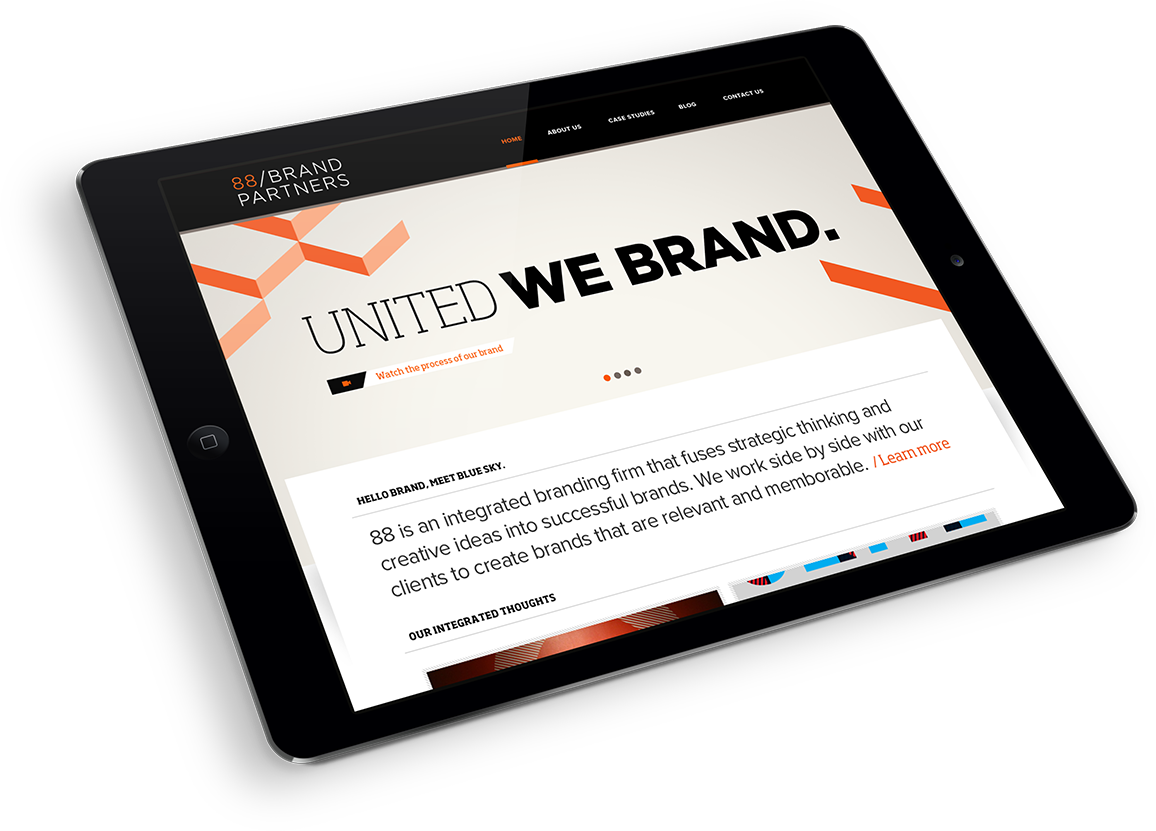 88/BRAND
PARTNERS
HOME
ABOUT US
CASE STUDIES
BLOG
CONTACT US
UNITED WE BRAND.
Watch the process of our brand
HELLO BRAND, MEET BLUE SKY.
88 is an integrated branding firm that fuses strategic thinking and
creative ideas into successful brands. We work side by side with our
clients to create brands that are relevant and memborable. / Learn more
OUR INTEGRATED THOUGHTS